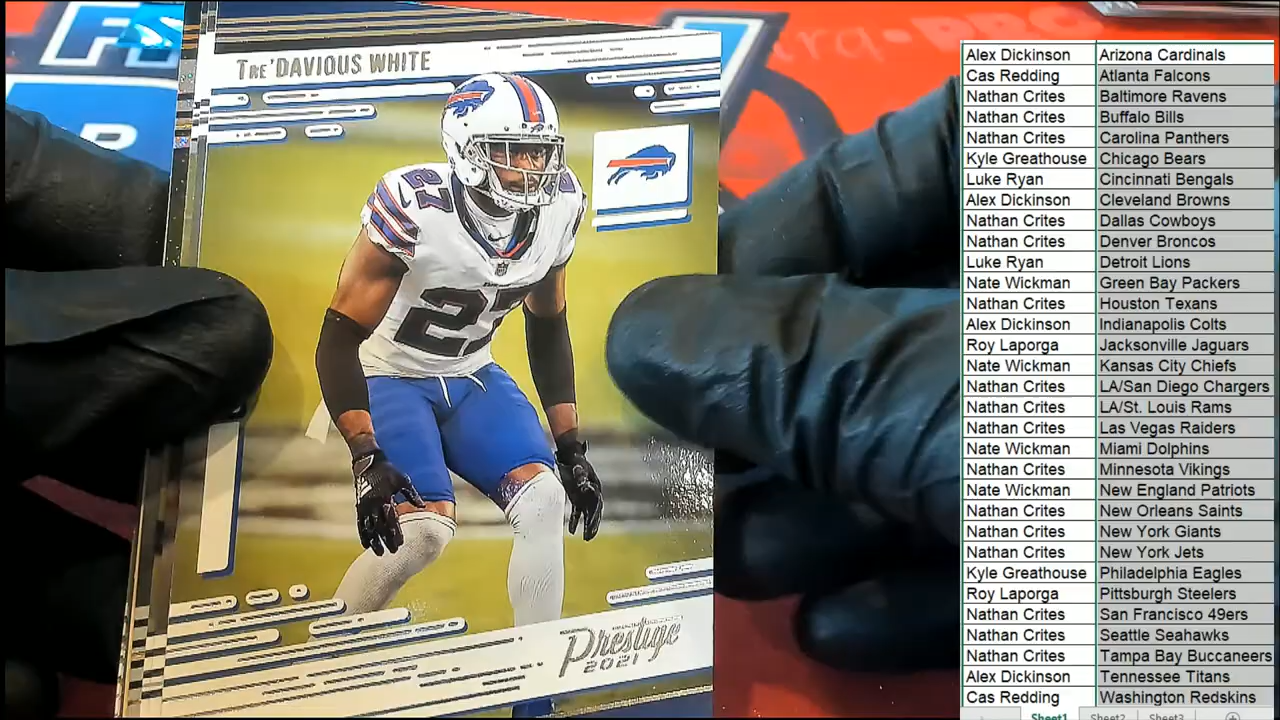 TRE'DAVIOUS WHITE
27
27
Prestige
2021
Alex Dickinson Arizona Cardinals
Cas Redding Atlanta Falcons
Nathan Crites Baltimore Ravens
Nathan Crites Buffalo Bills
Nathan Crites Carolina Panthers
Kyle Greathouse Chicago Bears
Luke Ryan Cincinnati Bengals
Alex Dickinson Cleveland Browns
Nathan Crites Dallas Cowboys
Nathan Crites Denver Broncos
Luke Ryan Detroit Lions
Nate Wickman Green Bay Packers
Nathan Crites Houston Texans
Alex Dickinson Indianapolis Colts
Roy Laporga Jacksonville Jaguars
Nate Wickman Kansas City Chiefs
Nathan Crites LA/San Diego Chargers
Nathan Crites LA/St. Louis Rams
Nathan Crites Las Vegas Raiders
Nate Wickman Miami Dolphins
Nathan Crites Minnesota Vikings
Nate Wickman New England Patriots
Nathan Crites New Orleans Saints
Nathan Crites New York Giants
Nathan Crites New York Jets
Kyle Greathouse Philadelphia Eagles
Roy Laporga Pittsburgh Steelers
Nathan Crites San Francisco 49ers
Nathan Crites Seattle Seahawks
Nathan Crites Tampa Bay Buccaneers
Alex Dickinson Tennessee Titans
Cas Redding Washington Redskins
Sheet1 Sheet2 Sheet3